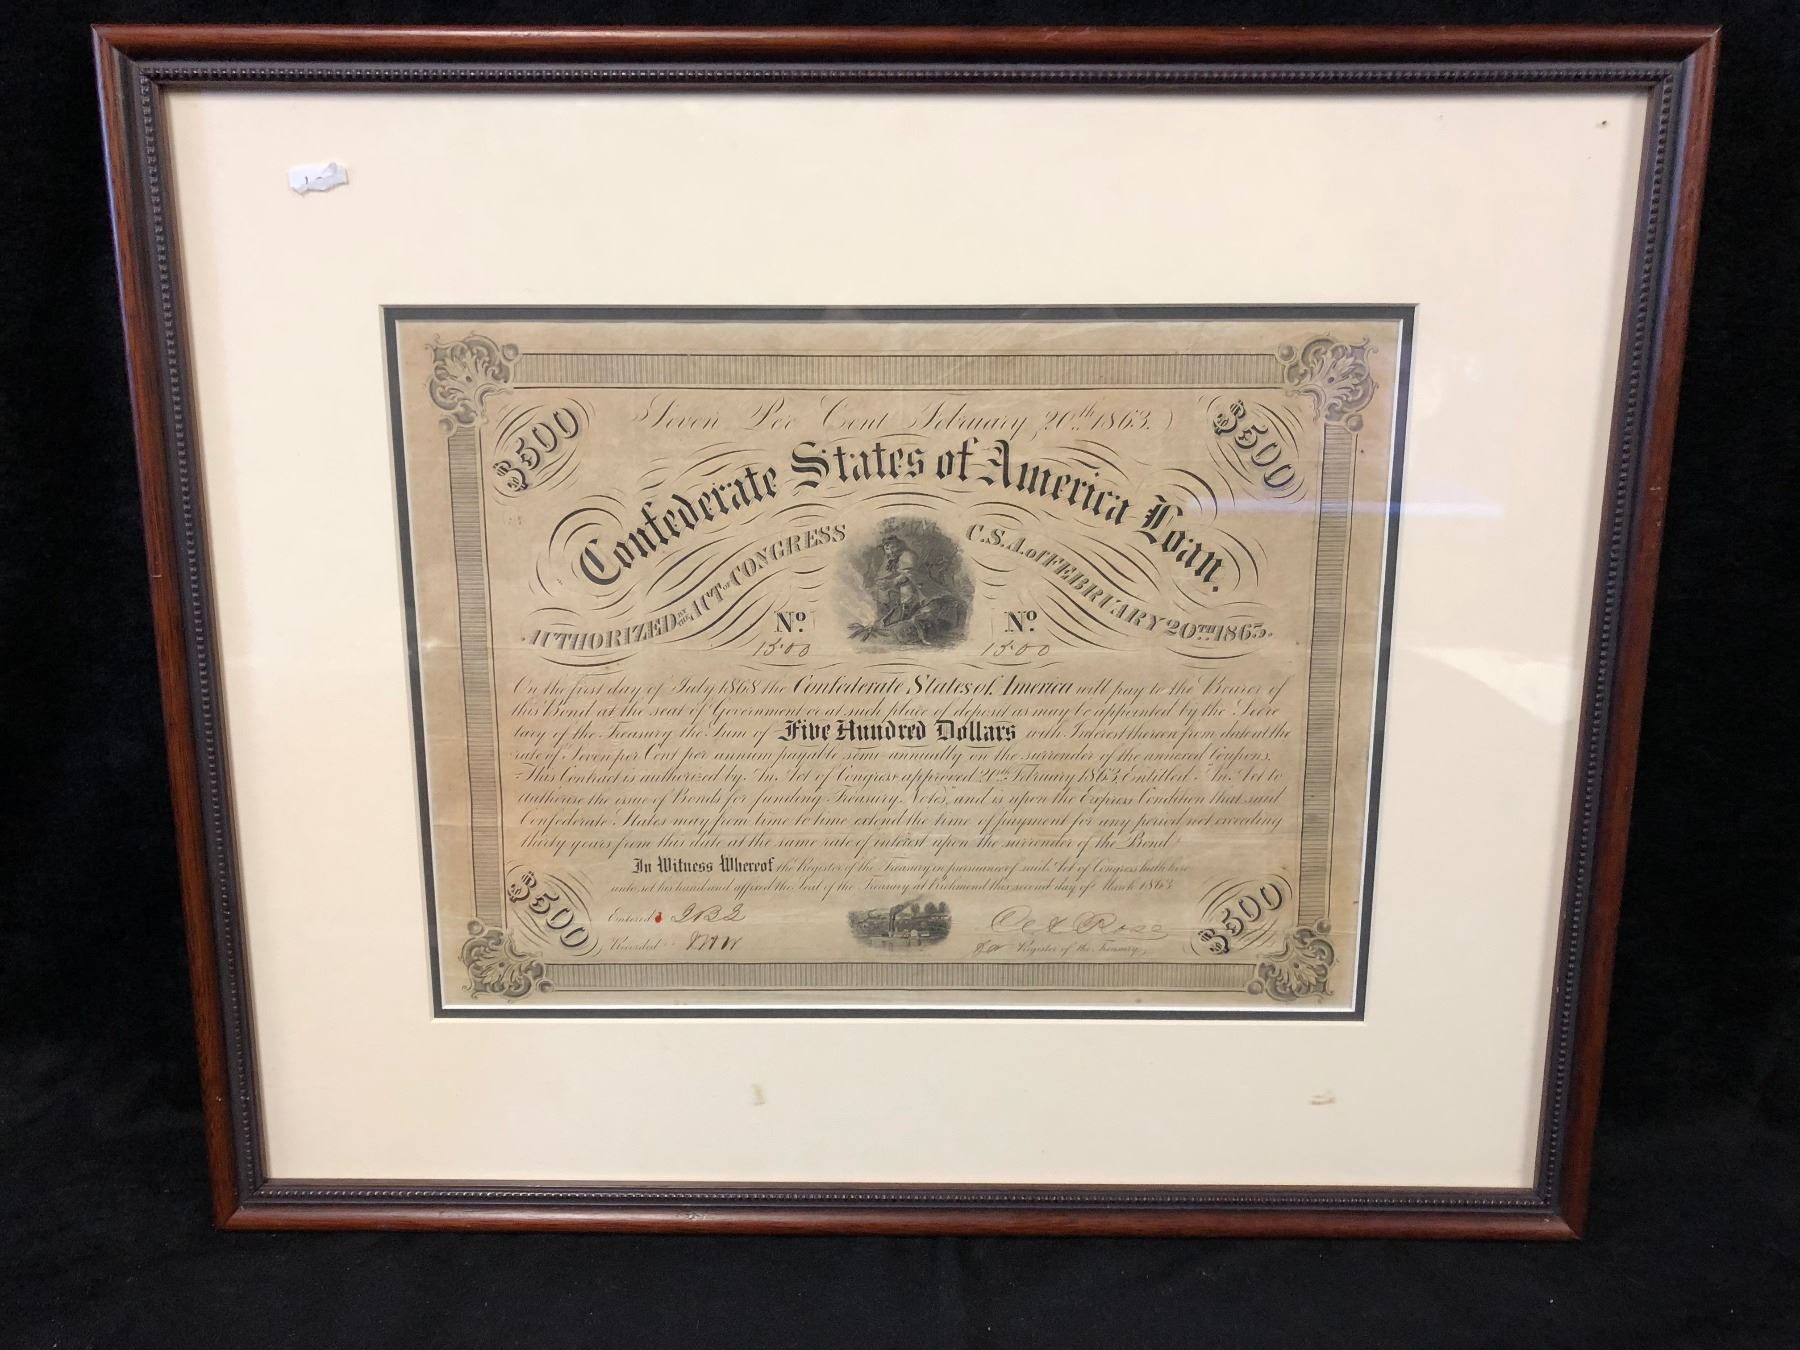 Seven Per Cent February 20th 1863.
$500
$500
Confederate States of America Loan.
AUTHORIZED BY THE ACT OF CONGRESS C.S.A. of FEBRUARY 20TH 1863.
No. No.
1500 1500
On the first day of July 1868 the Confederate States of America will pay to the Bearer of
this Bond at the seat of Government or at such place of deposit as may be appointed by the Secre
tary of the Treasury the Sum of Five Hundred Dollars with Interest thereon from date at the
rate of Seven per Cent per annum payable semi-annually on the surrender of the annexed Coupons.
This Contract is authorized by An Act of Congress approved 20th February 1863, Entitled "An Act to
authorise the issue of Bonds for funding Treasury Notes," and is upon the Express Condition that said
Confederate States may from time to time extend the time of payment for any period not exceeding
thirty years from this date at the same rate of interest upon the surrender of the Bond
In Witness Whereof the Register of the Treasury in pursuance of said Act of Congress hath here
unto set his hand and affixed the Seal of the Treasury at Richmond this second day of March 1863
$500
$500
Entered
Recorded
Rose
Register of the Treasury